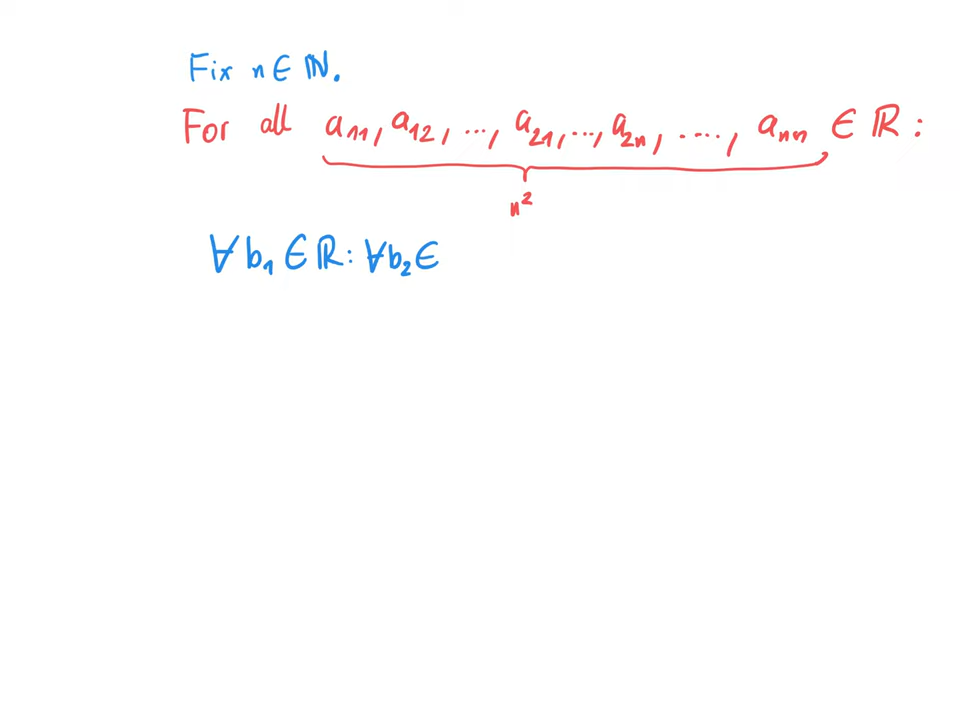 Fix n ∈ ℕ.
For all a₁₁, a₁₂, ..., a₂₁, ..., a₂ₙ, ...., aₙₙ ∈ ℝ :
n²
∀ b₁ ∈ ℝ : ∀ b₂ ∈